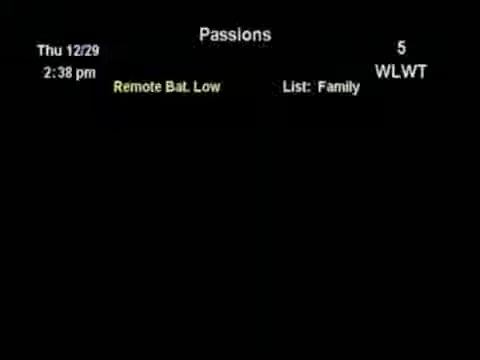 Passions
Thu 12/29
5
2:38 pm
WLWT
Remote Bat. Low
List: Family